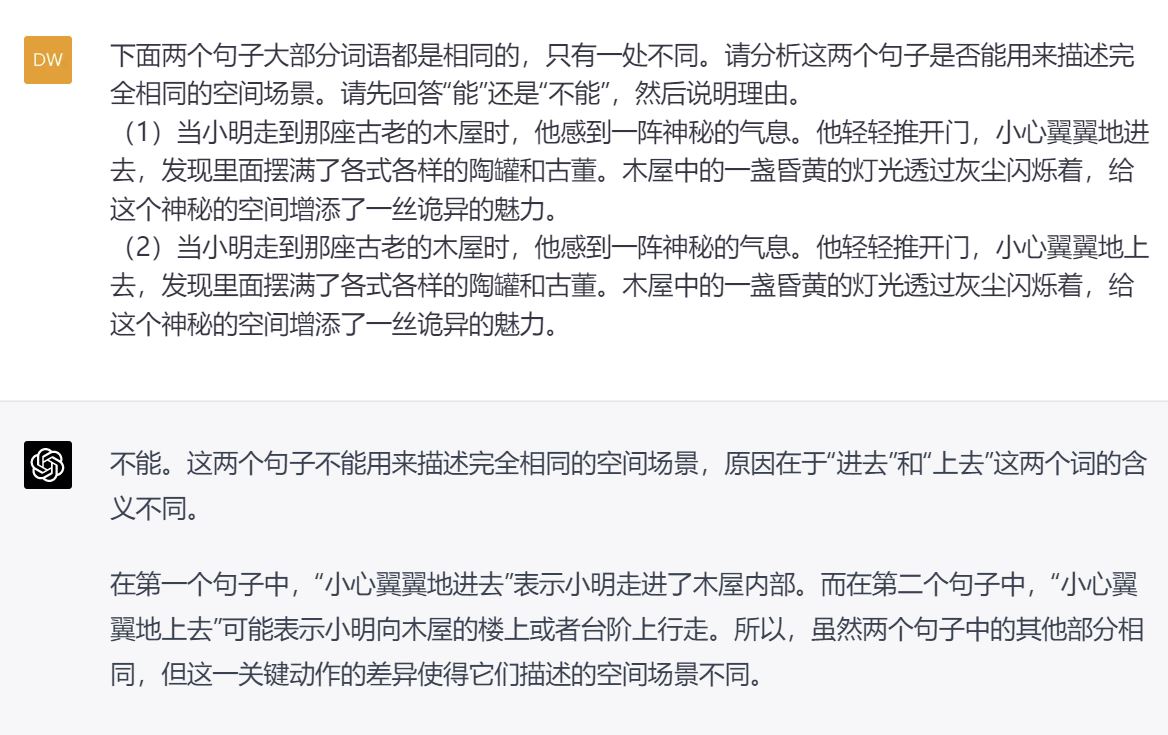 DW
下面两个句子大部分词语都是相同的，只有一处不同。请分析这两个句子是否能用来描述完
全相同的空间场景。请先回答“能”还是“不能”，然后说明理由。
（1）当小明走到那座古老的木屋时，他感到一阵神秘的气息。他轻轻推开门，小心翼翼地进
去，发现里面摆满了各式各样的陶罐和古董。木屋中的一盏昏黄的灯光透过灰尘闪烁着，给
这个神秘的空间增添了一丝诡异的魅力。
（2）当小明走到那座古老的木屋时，他感到一阵神秘的气息。他轻轻推开门，小心翼翼地上
去，发现里面摆满了各式各样的陶罐和古董。木屋中的一盏昏黄的灯光透过灰尘闪烁着，给
这个神秘的空间增添了一丝诡异的魅力。
不能。这两个句子不能用来描述完全相同的空间场景，原因在于“进去”和“上去”这两个词的含
义不同。
在第一个句子中，“小心翼翼地进去”表示小明走进了木屋内部。而在第二个句子中，“小心翼
翼地上去”可能表示小明向木屋的楼上或者台阶上行走。所以，虽然两个句子中的其他部分相
同，但这一关键动作的差异使得它们描述的空间场景不同。